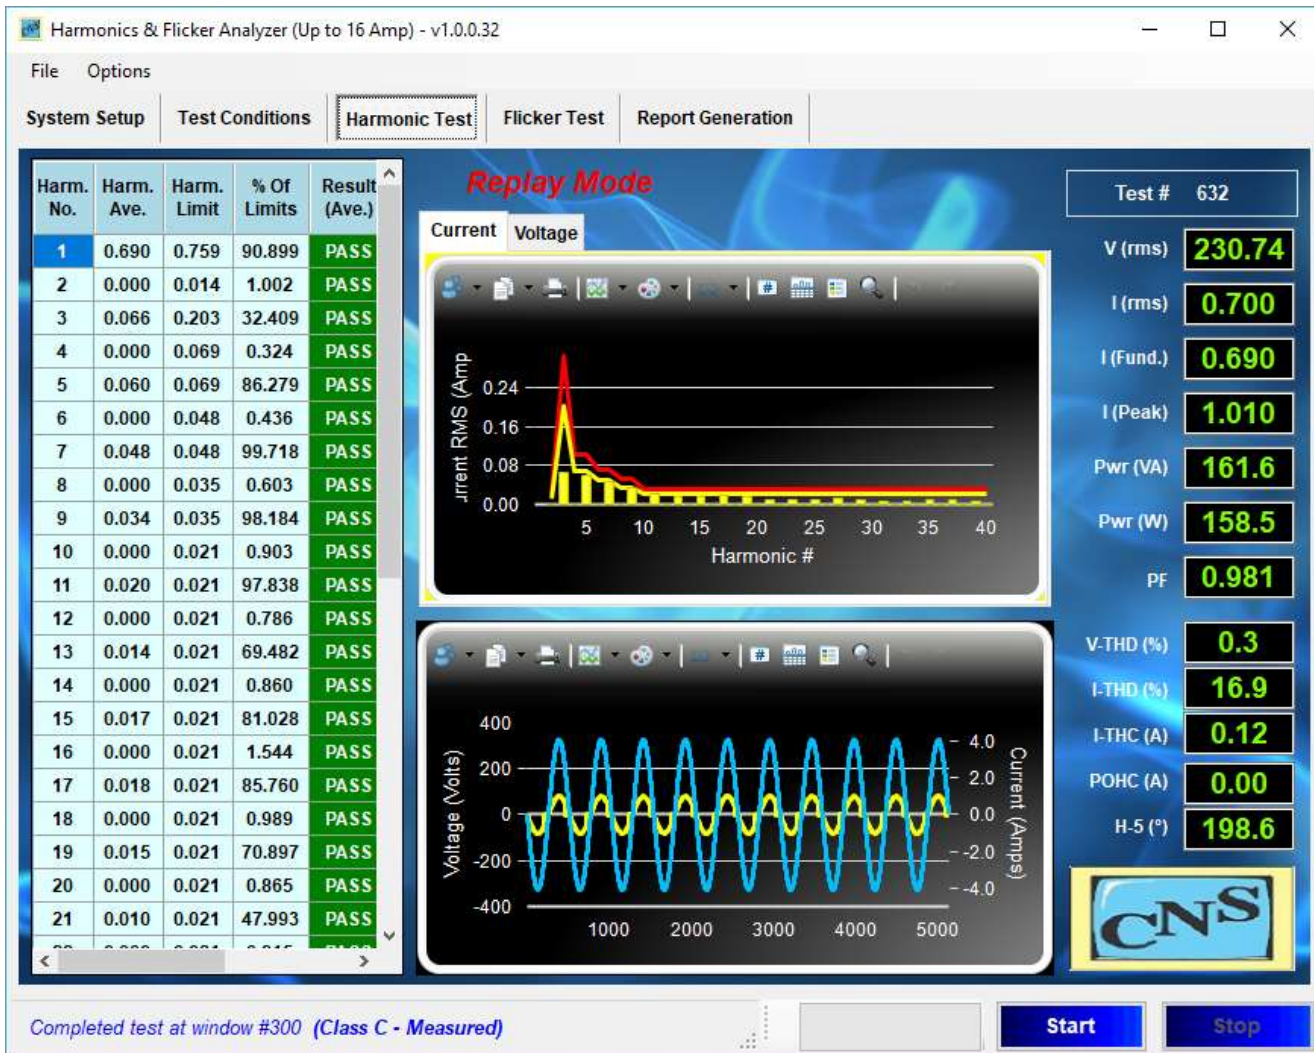 Harmonics & Flicker Analyzer (Up to 16 Amp) - v1.0.0.32
File Options
System Setup Test Conditions Harmonic Test Flicker Test Report Generation
Harm. No. Harm. Ave. Harm. Limit % Of Limits Result (Ave.)
1 0.690 0.759 90.899 PASS
2 0.000 0.014 1.002 PASS
3 0.066 0.203 32.409 PASS
4 0.000 0.069 0.324 PASS
5 0.060 0.069 86.279 PASS
6 0.000 0.048 0.436 PASS
7 0.048 0.048 99.718 PASS
8 0.000 0.035 0.603 PASS
9 0.034 0.035 98.184 PASS
10 0.000 0.021 0.903 PASS
11 0.020 0.021 97.838 PASS
12 0.000 0.021 0.786 PASS
13 0.014 0.021 69.482 PASS
14 0.000 0.021 0.860 PASS
15 0.017 0.021 81.028 PASS
16 0.000 0.021 1.544 PASS
17 0.018 0.021 85.760 PASS
18 0.000 0.021 0.989 PASS
19 0.015 0.021 70.897 PASS
20 0.000 0.021 0.865 PASS
21 0.010 0.021 47.993 PASS
Replay Mode
Current Voltage
urrent RMS (Amp
0.24
0.16
0.08
0.00
5 10 15 20 25 30 35 40
Harmonic #
Voltage (Volts)
400
200
0
-200
-400
4.0
2.0
0.0
-2.0
-4.0
Current (Amps)
1000 2000 3000 4000 5000
Test # 632
V (rms) 230.74
I (rms) 0.700
I (Fund.) 0.690
I (Peak) 1.010
Pwr (VA) 161.6
Pwr (W) 158.5
PF 0.981
V-THD (%) 0.3
I-THD (%) 16.9
I-THC (A) 0.12
POHC (A) 0.00
H-5 (°) 198.6
CNS
Completed test at window #300 (Class C - Measured)
Start Stop